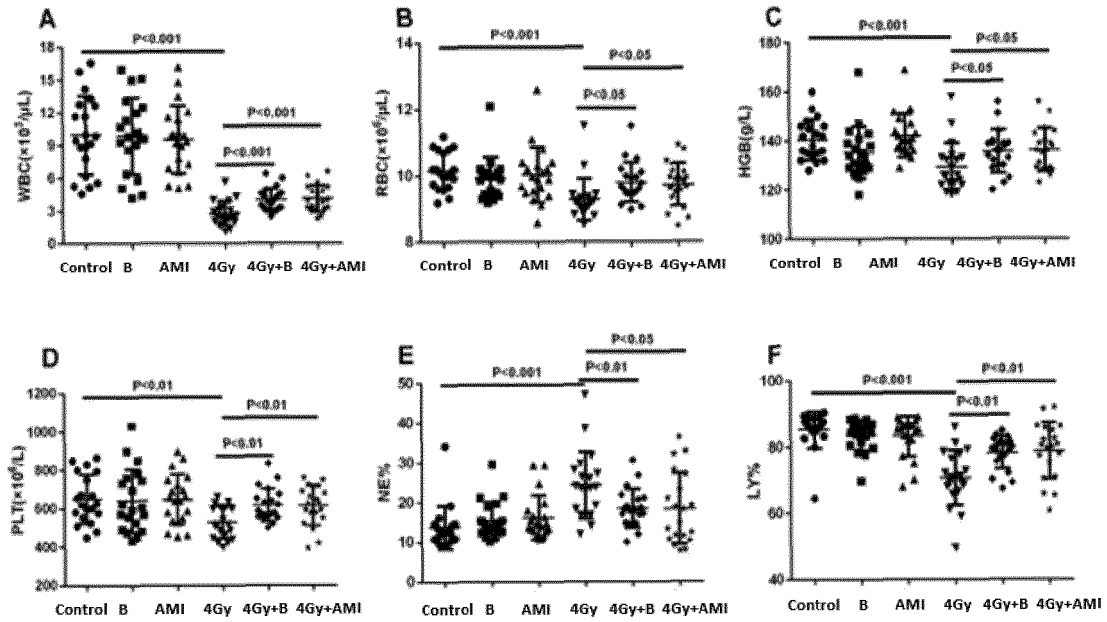 A
P<0.001
P<0.001
P<0.001
WBC(×10³/μL)
18
15
12
9
6
3
0
Control B AMI 4Gy 4Gy+B 4Gy+AMI
B
P<0.001
P<0.05
P<0.05
RBC(×10⁶/μL)
14
12
10
8
Control B AMI 4Gy 4Gy+B 4Gy+AMI
C
P<0.001
P<0.05
P<0.05
HGB(g/L)
180
160
140
120
100
Control B AMI 4Gy 4Gy+B 4Gy+AMI
D
P<0.01
P<0.01
P<0.01
1200
1000
800
600
400
200
Control B AMI 4Gy 4Gy+B 4Gy+AMI
E
P<0.05
P<0.001
P<0.01
NE%
50
40
30
20
10
0
Control B AMI 4Gy 4Gy+B 4Gy+AMI
F
P<0.01
P<0.001
P<0.01
LY%
100
80
60
40
Control B AMI 4Gy 4Gy+B 4Gy+AMI